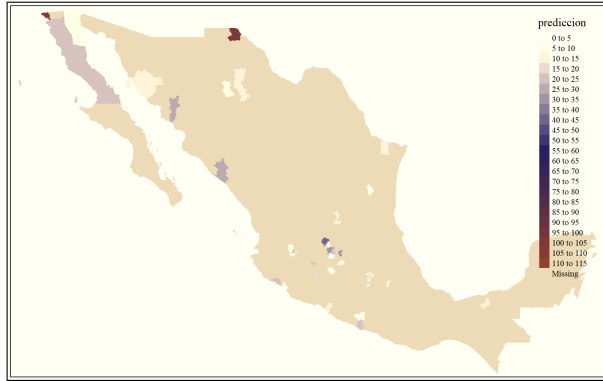 prediccion
0 to 5
5 to 10
10 to 15
15 to 20
20 to 25
25 to 30
30 to 35
35 to 40
40 to 45
45 to 50
50 to 55
55 to 60
60 to 65
65 to 70
70 to 75
75 to 80
80 to 85
85 to 90
90 to 95
95 to 100
100 to 105
105 to 110
110 to 115
Missing